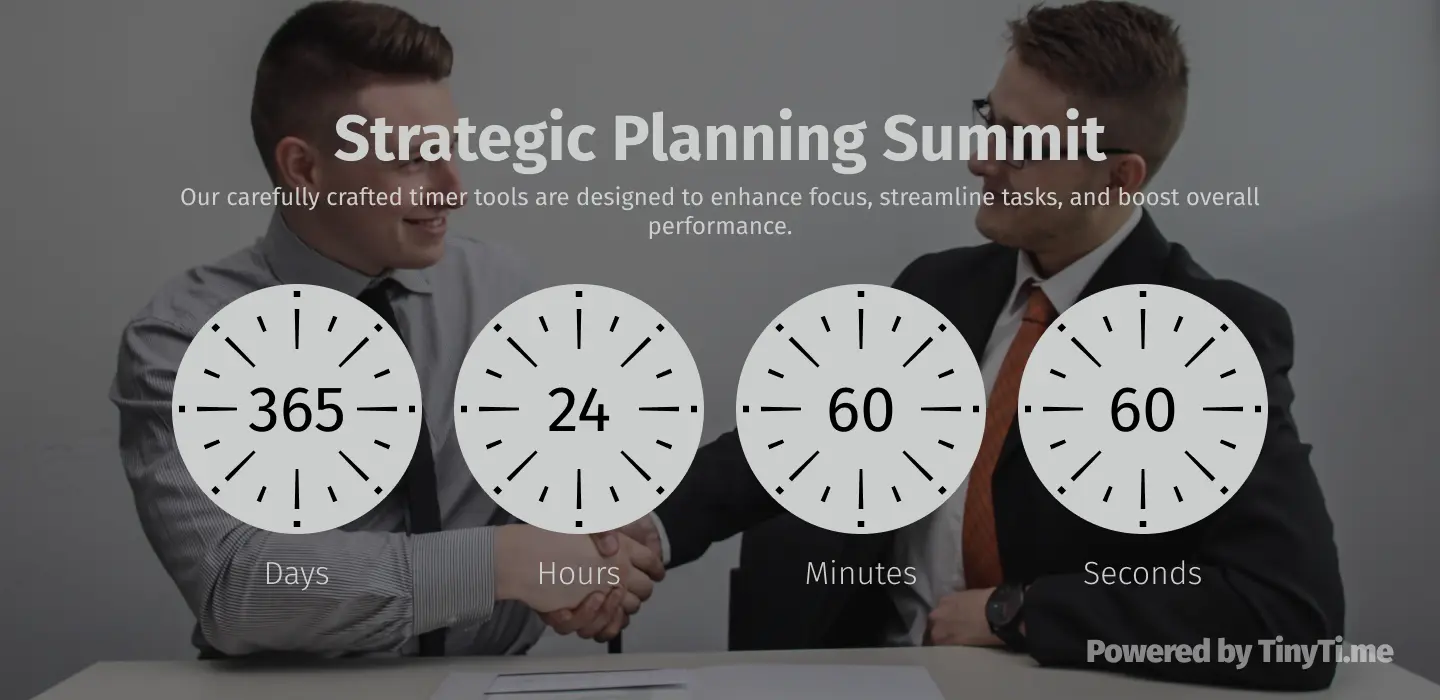 Strategic Planning Summit
Our carefully crafted timer tools are designed to enhance focus, streamline tasks, and boost overall
performance.
365 24 60 60
Days Hours Minutes Seconds
Powered by TinyTi.me